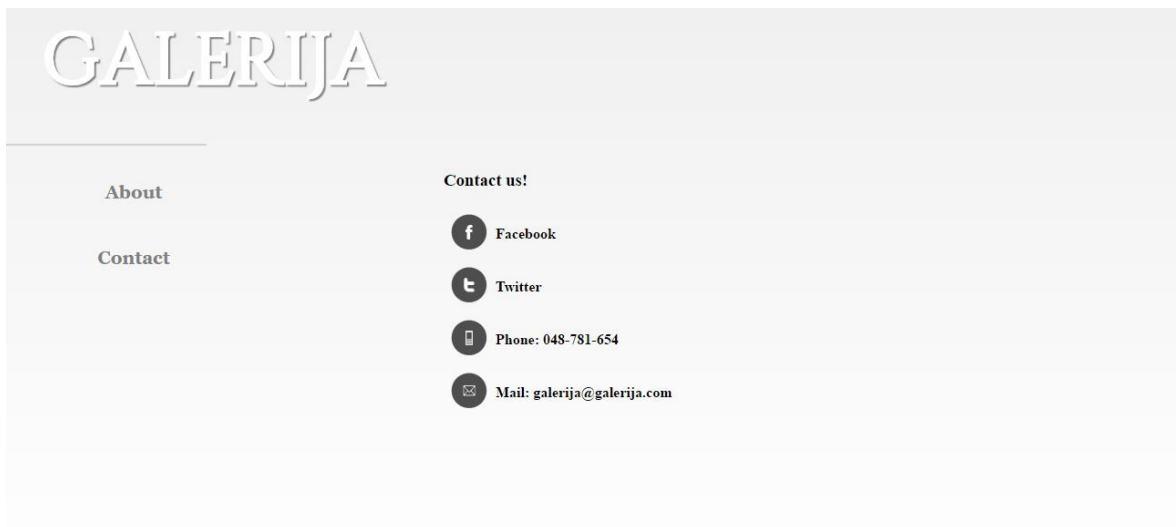 GALERIJA
About
Contact
Contact us!
Facebook
Twitter
Phone: 048-781-654
Mail: galerija@galerija.com